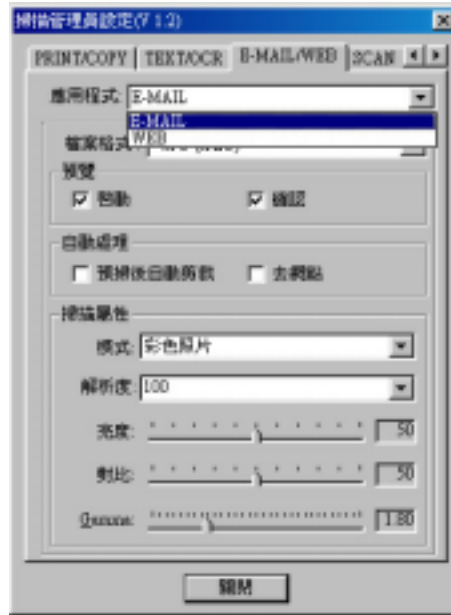 掃描管理員設定(V 1.2)
PRINT/COPY TEXT/OCR E-MAIL/WEB SCAN
應用程式: E-MAIL
E-MAIL
WEB
檔案格式:
預覽
啓動 確認
自動處理
預掃後自動剪裁 去網點
掃描屬性
模式: 彩色照片
解析度: 100
亮度: 50
對比: 50
Gamma: 1.80
關閉